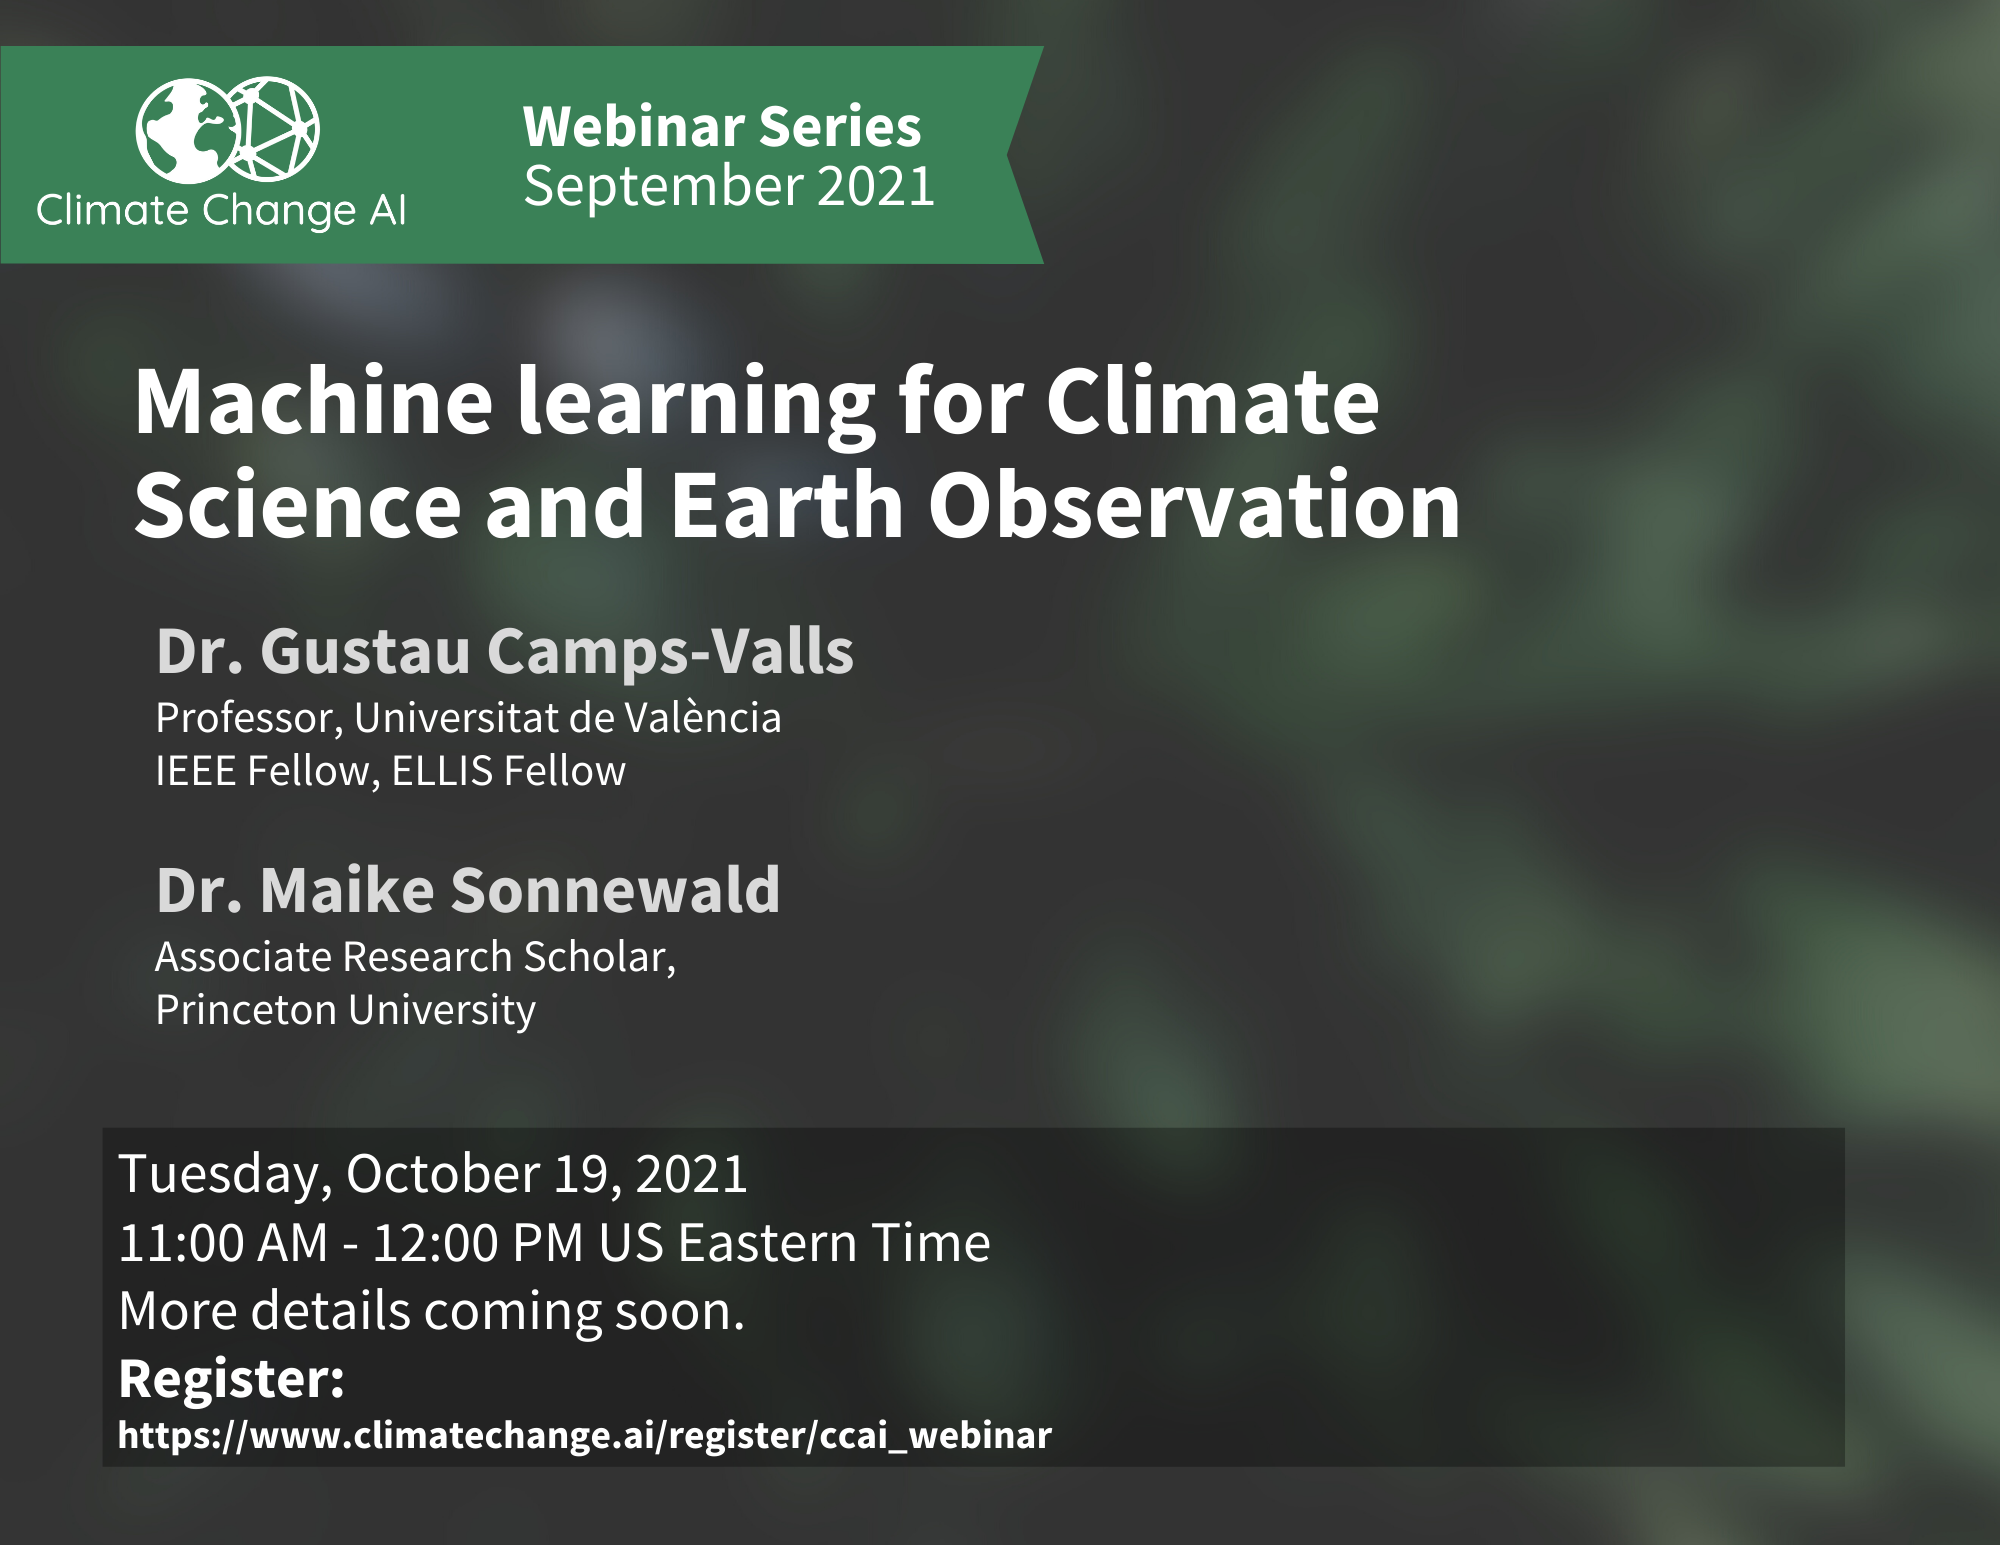 Climate Change AI
Webinar Series
September 2021
Machine learning for Climate
Science and Earth Observation
Dr. Gustau Camps-Valls
Professor, Universitat de València
IEEE Fellow, ELLIS Fellow
Dr. Maike Sonnewald
Associate Research Scholar,
Princeton University
Tuesday, October 19, 2021
11:00 AM - 12:00 PM US Eastern Time
More details coming soon.
Register:
https://www.climatechange.ai/register/ccai_webinar